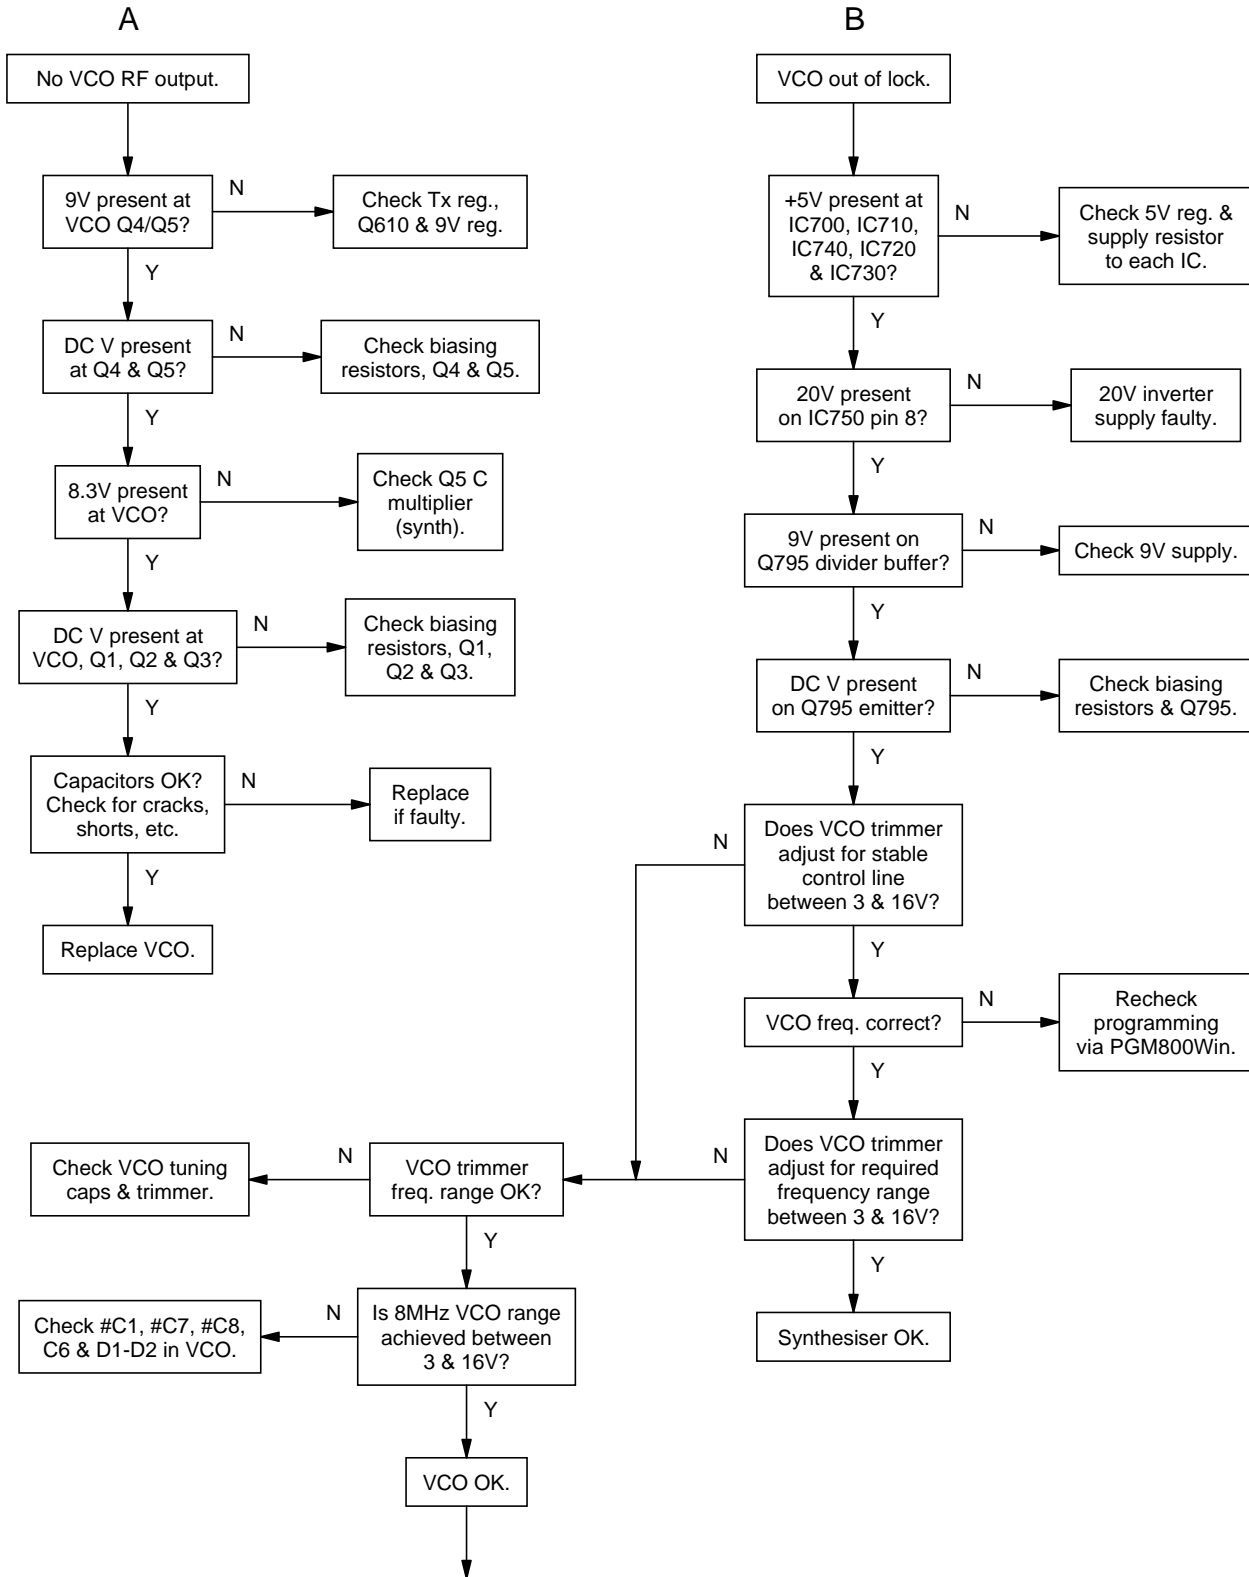 A
No VCO RF output.
9V present at
VCO Q4/Q5?
N
Check Tx reg.,
Q610 & 9V reg.
Y
DC V present
at Q4 & Q5?
N
Check biasing
resistors, Q4 & Q5.
Y
8.3V present
at VCO?
N
Check Q5 C
multiplier
(synth).
Y
DC V present at
VCO, Q1, Q2 & Q3?
N
Check biasing
resistors, Q1,
Q2 & Q3.
Y
Capacitors OK?
Check for cracks,
shorts, etc.
N
Replace
if faulty.
Y
Replace VCO.
B
VCO out of lock.
+5V present at
IC700, IC710,
IC740, IC720
& IC730?
N
Check 5V reg. &
supply resistor
to each IC.
Y
20V present
on IC750 pin 8?
N
20V inverter
supply faulty.
Y
9V present on
Q795 divider buffer?
N
Check 9V supply.
Y
DC V present
on Q795 emitter?
N
Check biasing
resistors & Q795.
Y
Does VCO trimmer
adjust for stable
control line
between 3 & 16V?
N
Y
VCO freq. correct?
N
Recheck
programming
via PGM800Win.
Y
Does VCO trimmer
adjust for required
frequency range
between 3 & 16V?
N
Y
Synthesiser OK.
VCO trimmer
freq. range OK?
N
Check VCO tuning
caps & trimmer.
Y
Is 8MHz VCO range
achieved between
3 & 16V?
N
Check #C1, #C7, #C8,
C6 & D1-D2 in VCO.
Y
VCO OK.